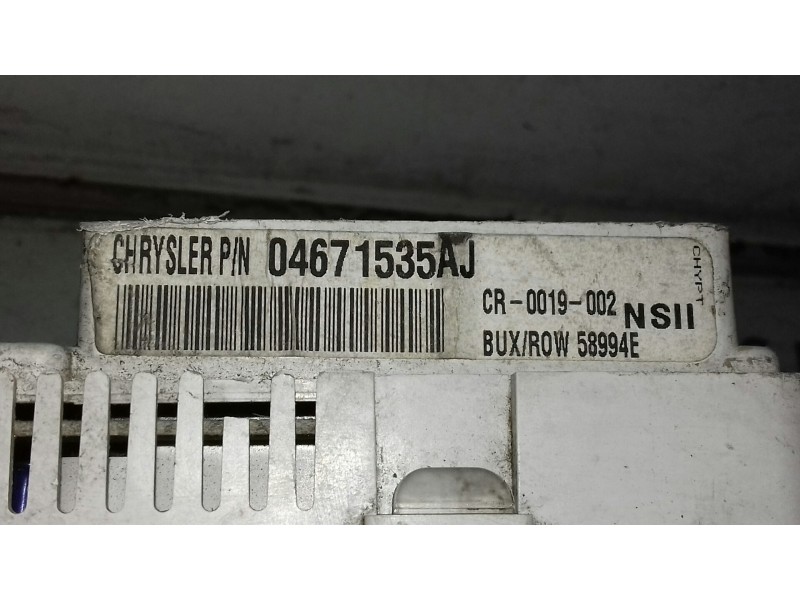 CHRYSLER P/N 04671535AJ
CR-0019-002 NSII
BUX/ROW 58994E
CHYPT